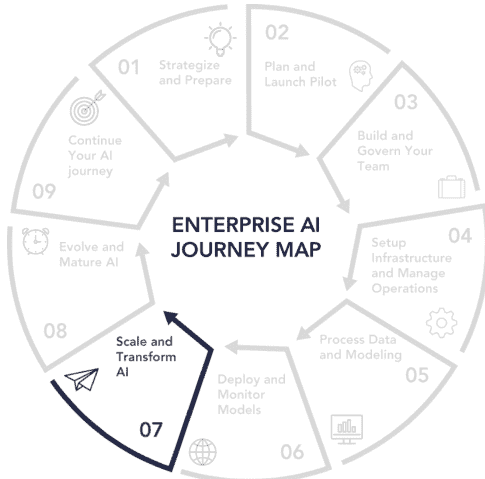 ENTERPRISE AI
JOURNEY MAP
01
Strategize
and Prepare
02
Plan and
Launch Pilot
03
Build and
Govern Your
Team
04
Setup
Infrastructure
and Manage
Operations
Process Data
and Modeling
05
Deploy and
Monitor
Models
06
Scale and
Transform
AI
07
Evolve and
Mature AI
08
Continue
Your AI
journey
09